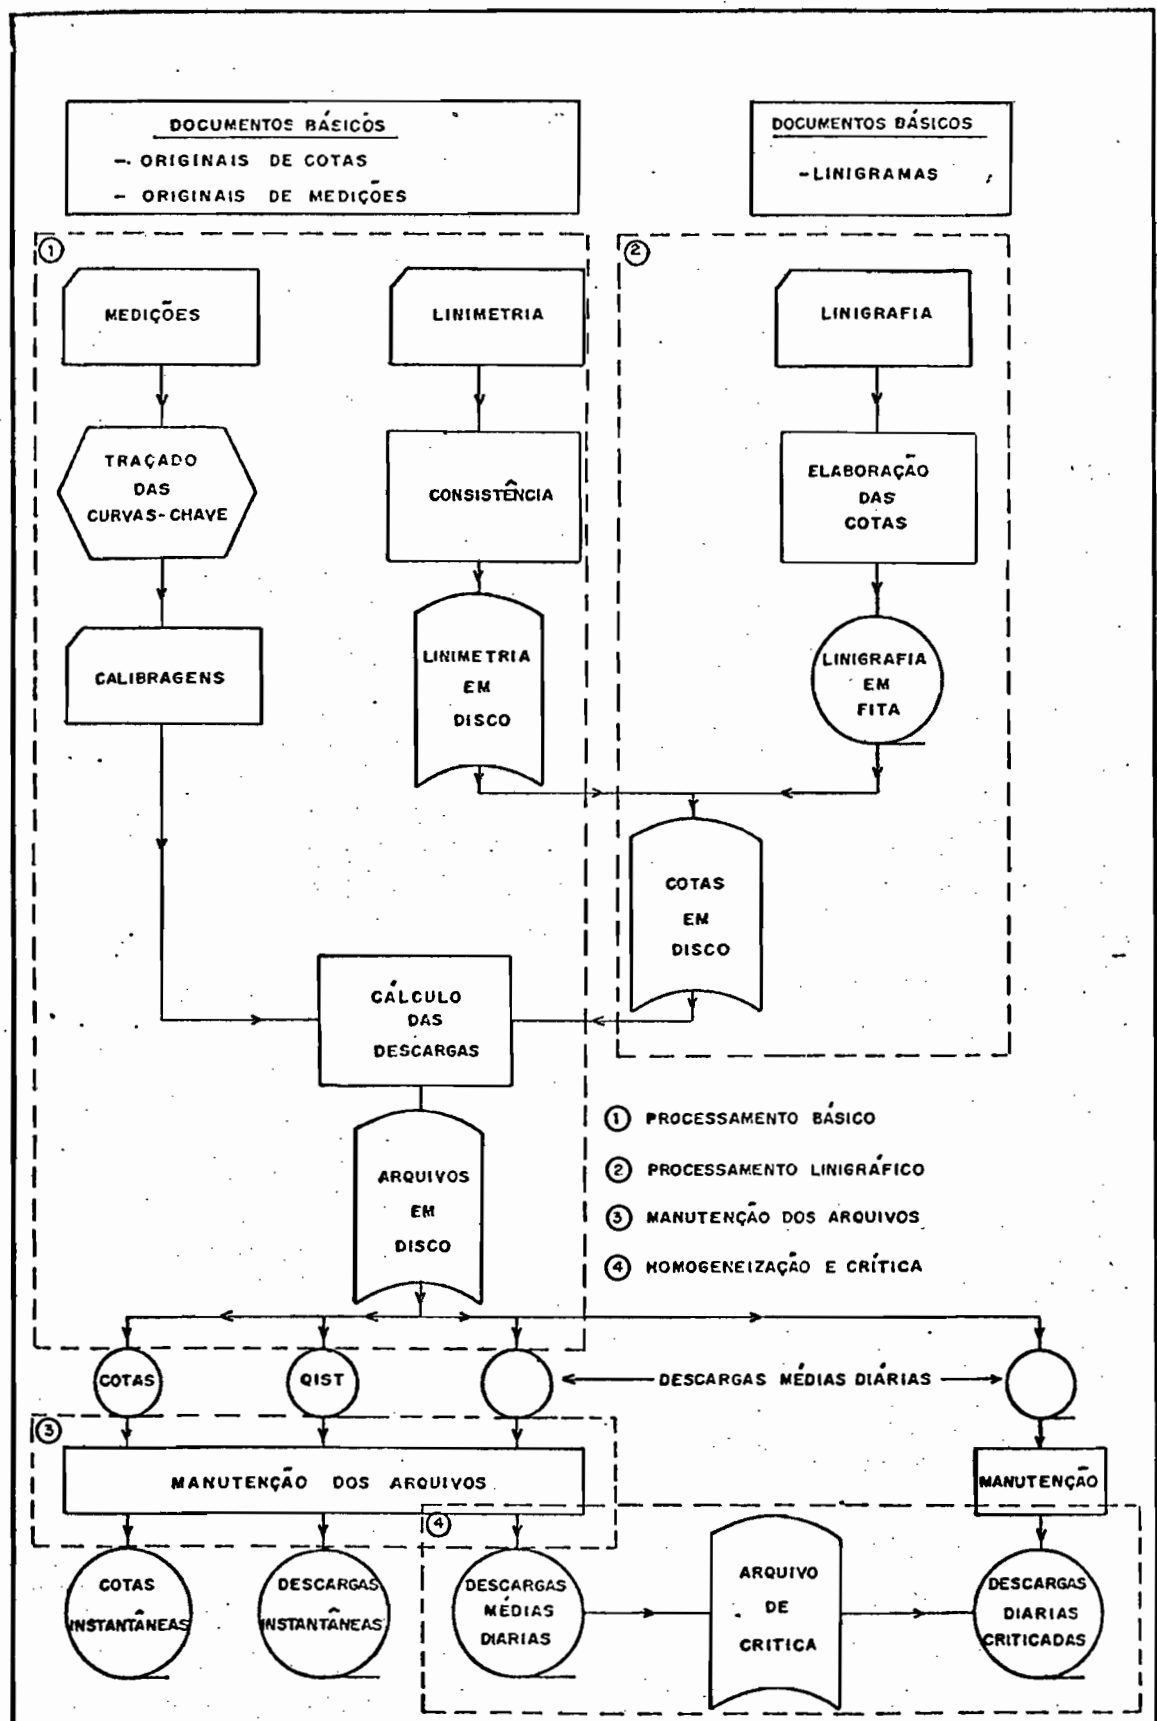 DOCUMENTOS BÁSICOS
- ORIGINAIS DE COTAS
- ORIGINAIS DE MEDIÇÕES
DOCUMENTOS BÁSICOS
-LINIGRAMAS
1
2
MEDIÇÕES
LINIMETRIA
LINIGRAFIA
TRAÇADO
DAS
CURVAS-CHAVE
CONSISTÊNCIA
ELABORAÇÃO
DAS
COTAS
CALIBRAGENS
LINIMETRIA
EM
DISCO
LINIGRAFIA
EM
FITA
COTAS
EM
DISCO
CÁLCULO
DAS
DESCARGAS
ARQUIVOS
EM
DISCO
1 PROCESSAMENTO BÁSICO
2 PROCESSAMENTO LINIGRÁFICO
3 MANUTENÇÃO DOS ARQUIVOS
4 HOMOGENEIZAÇÃO E CRÍTICA
COTAS
QIST
DESCARGAS MÉDIAS DIÁRIAS
3
MANUTENÇÃO DOS ARQUIVOS
MANUTENÇÃO
4
COTAS
INSTANTÂNEAS
DESCARGAS
INSTANTÂNEAS
DESCARGAS
MÉDIAS
DIARIAS
ARQUIVO
DE
CRITICA
DESCARGAS
DIARIAS
CRITICADAS